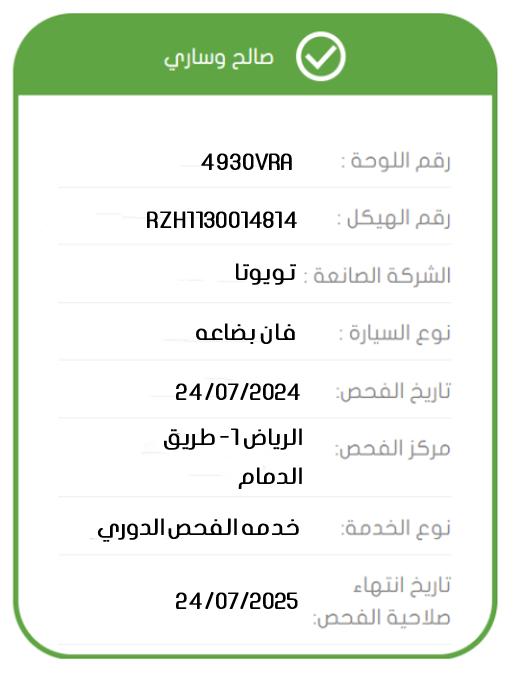 صالح وساري
رقم اللوحة : 4930VRA
رقم الهيكل : RZH1130014814
الشركة الصانعة : تويوتا
نوع السيارة : فان بضاعه
تاريخ الفحص: 24/07/2024
مركز الفحص: الرياض 1- طريق
الدمام
نوع الخدمة: خدمه الفحص الدوري
تاريخ انتهاء
صلاحية الفحص: 24/07/2025